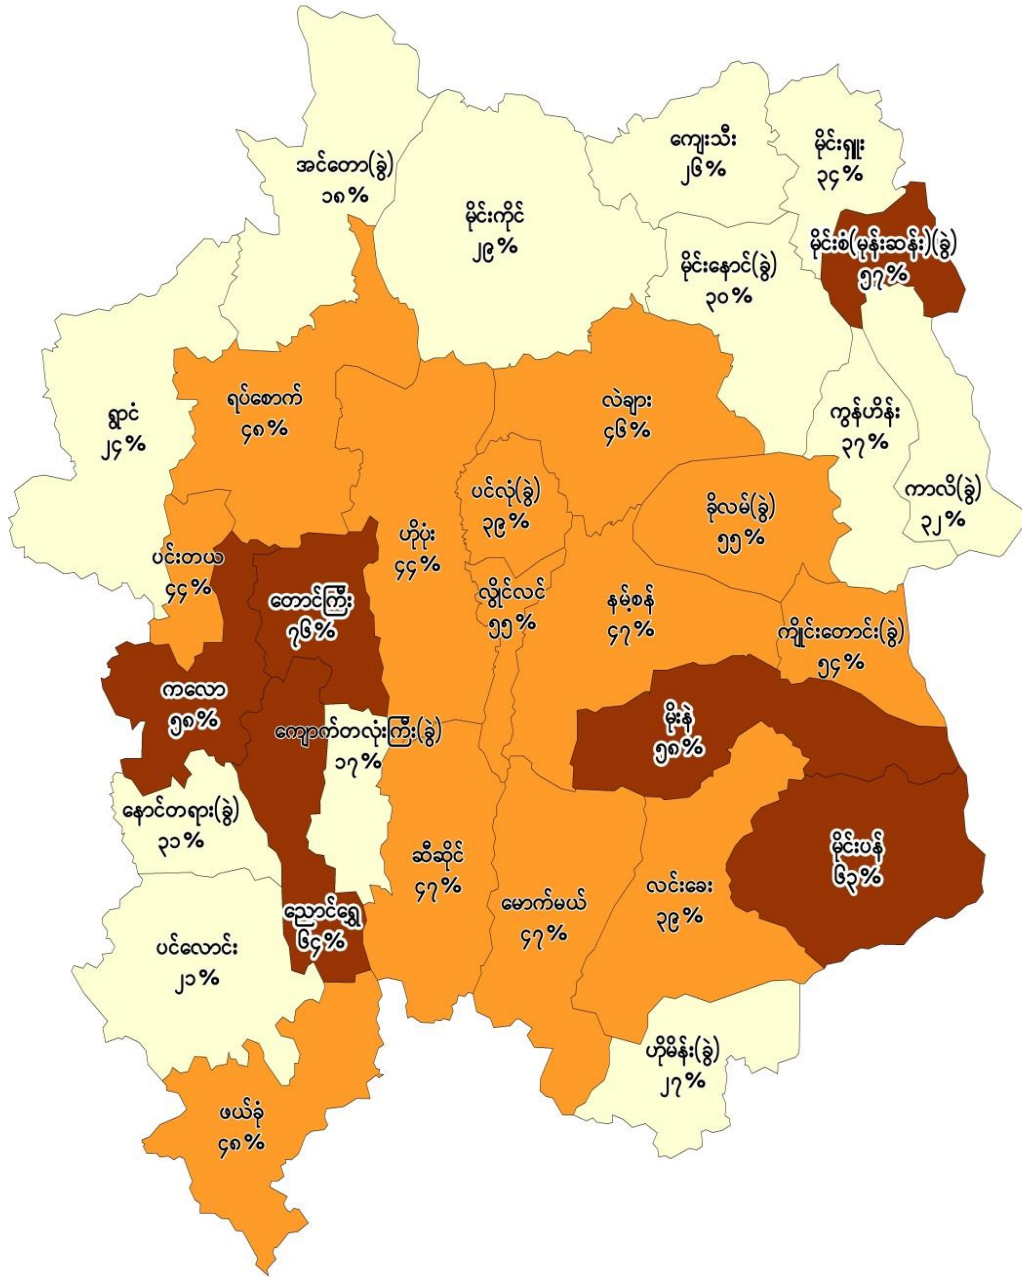 ကျေးသီး
၂၆%
မိုင်းရှူး
၃၄%
အင်တော(ခွဲ)
၁၈%
မိုင်းကိုင်
၂၉%
မိုင်းစံ(မုန်းဆန်း)(ခွဲ)
၅၇%
မိုင်းနောင်(ခွဲ)
၃၀%
ရွာငံ
၂၄%
ရပ်စောက်
၄၈%
လဲချား
၄၆%
ကွန်ဟိန်း
၃၇%
ပင်လုံ(ခွဲ)
၃၉%
ခိုလမ်(ခွဲ)
၅၅%
ကာလိ(ခွဲ)
၃၂%
ပင်းတယ
၄၄%
ဟိုပုံး
၄၄%
တောင်ကြီး
၇၆%
လွိုင်လင်
၅၅%
နမ့်စန်
၄၇%
ကျိုင်းတောင်း(ခွဲ)
၅၄%
ကလော
၅၈%
ကျောက်တလုံးကြီး(ခွဲ)
၁၇%
မိုးနဲ
၅၈%
နောင်တရား(ခွဲ)
၃၁%
ဆီဆိုင်
၄၇%
မိုင်းပန်
၆၃%
မောက်မယ်
၄၇%
လင်းခေး
၃၉%
ညောင်ရွှေ
၆၄%
ပင်လောင်း
၂၁%
ဟိုမိန်း(ခွဲ)
၂၇%
ဖယ်ခုံ
၄၈%